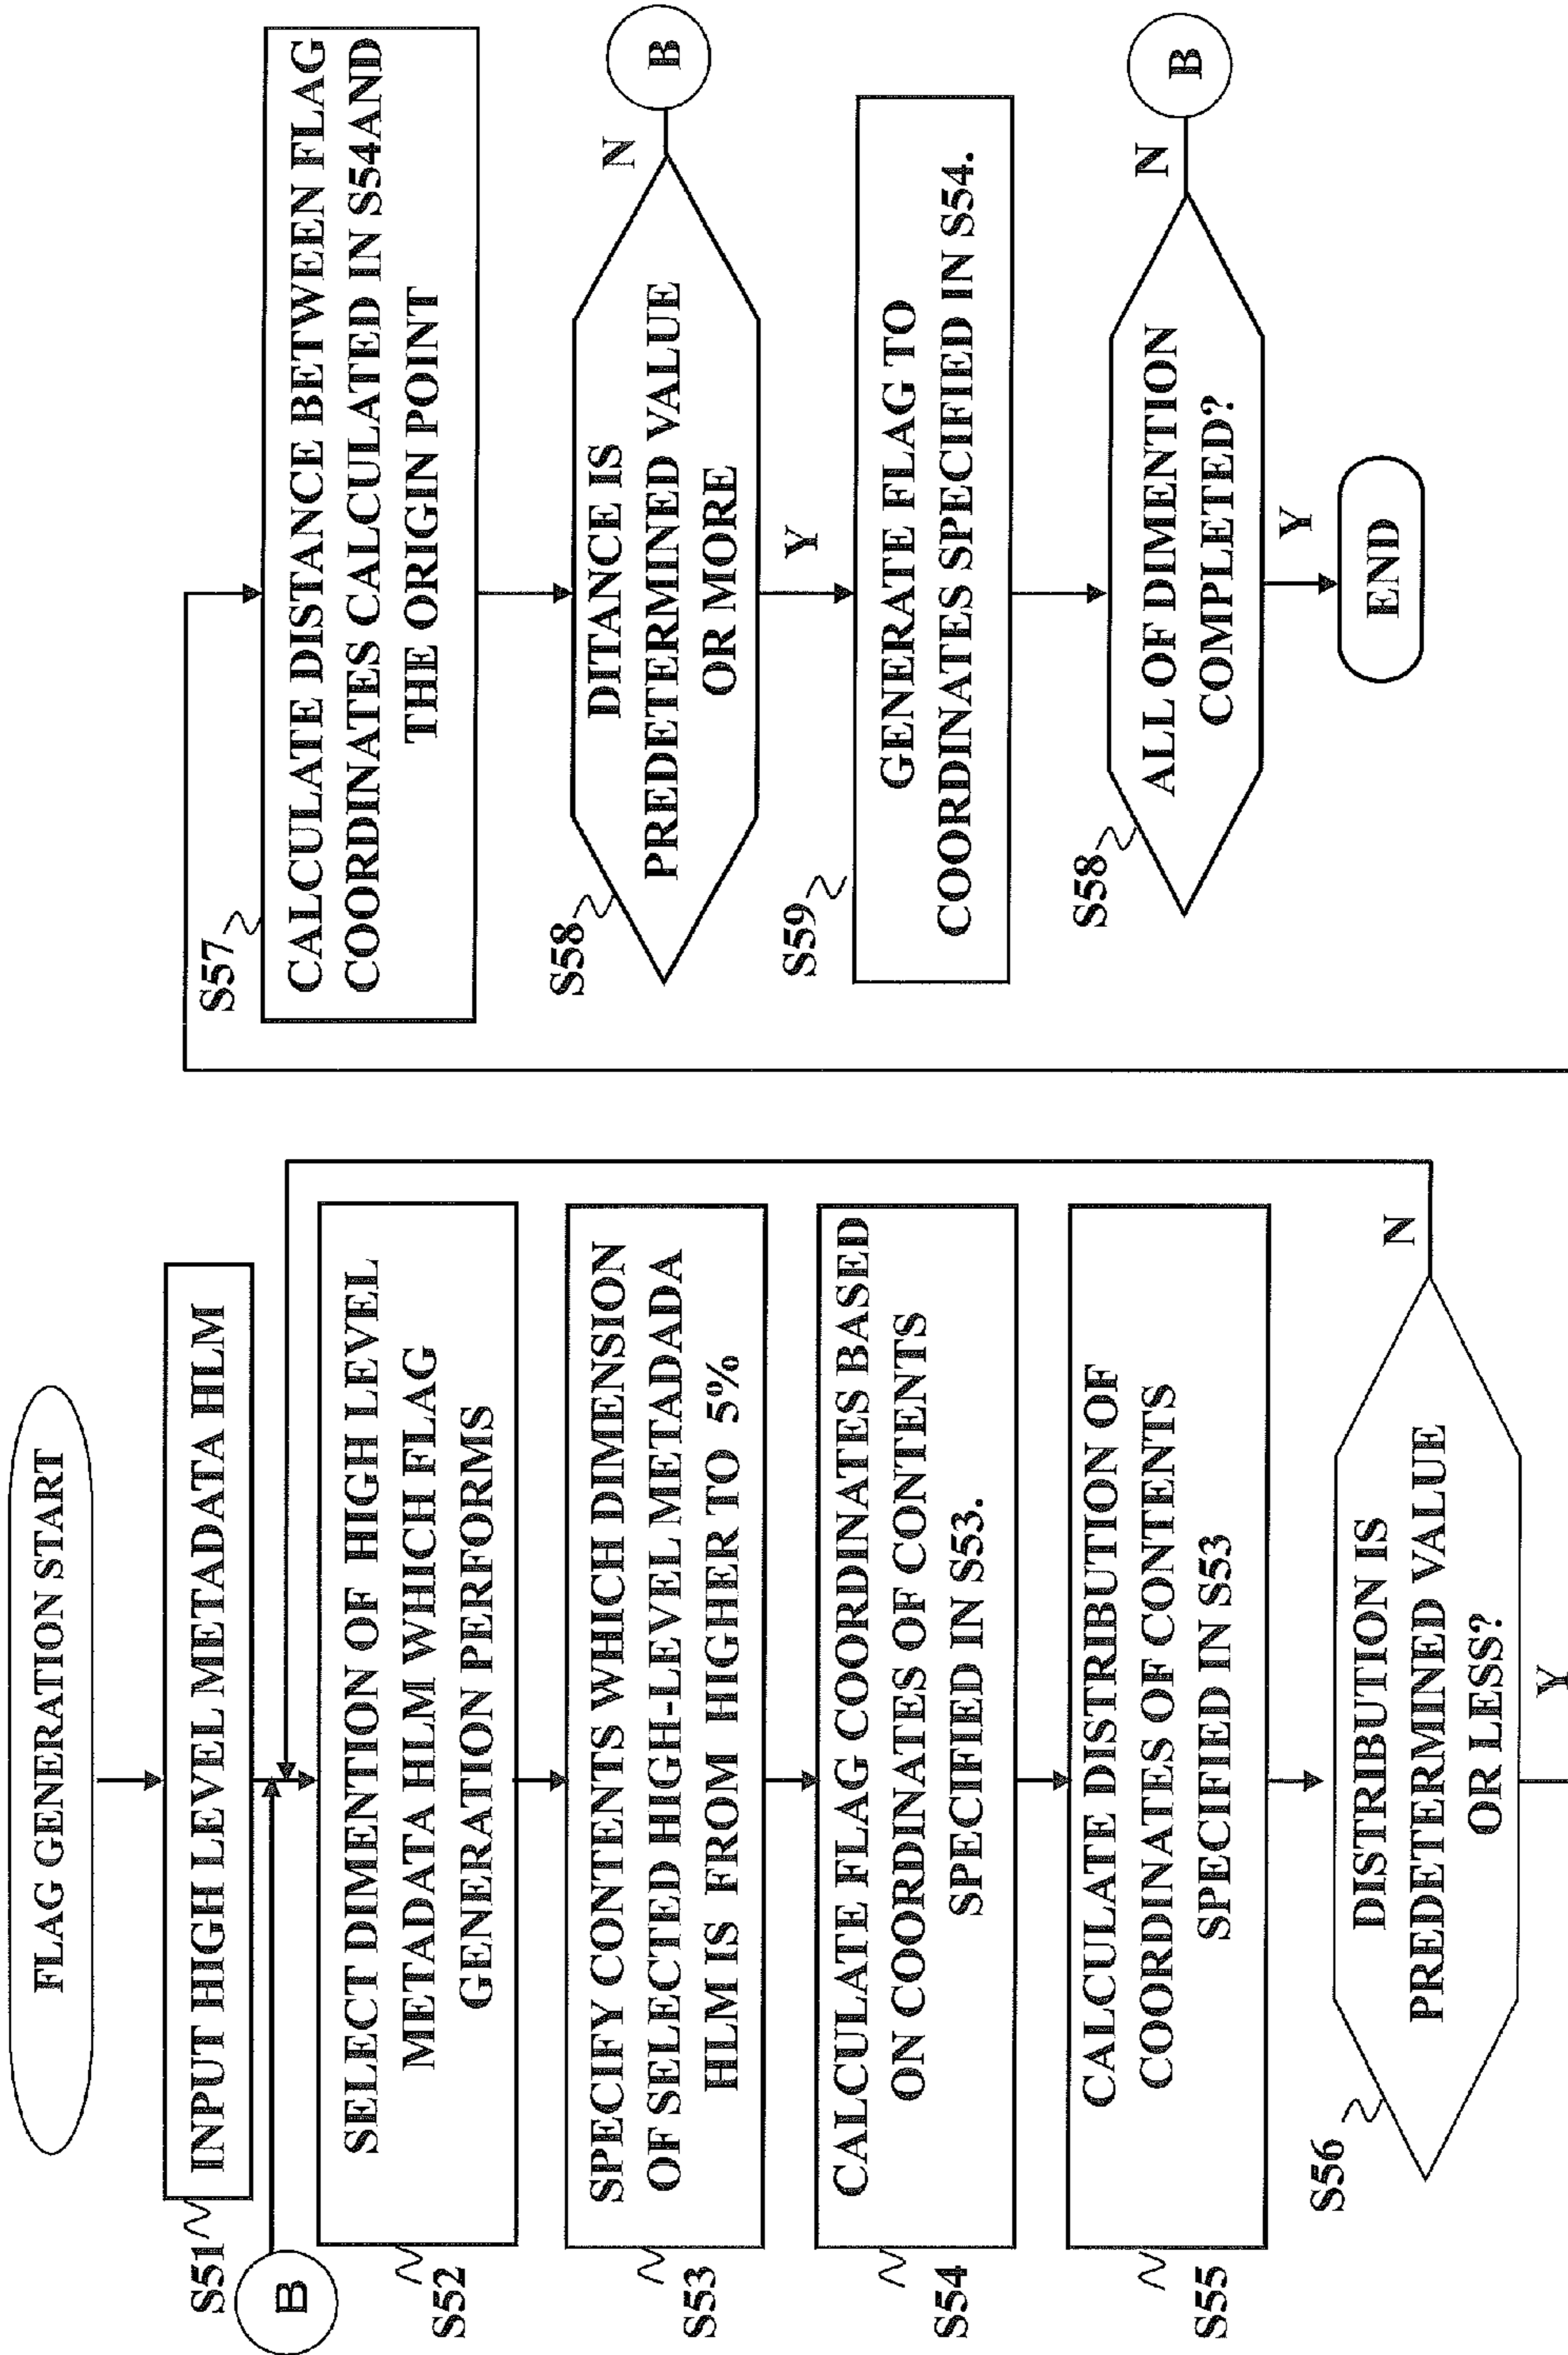 FLAG GENERATION START
S51
INPUT HIGH LEVEL METADATA HLM
B
S52
SELECT DIMENTION OF HIGH LEVEL
METADATA HLM WHICH FLAG
GENERATION PERFORMS
S53
SPECIFY CONTENTS WHICH DIMENSION
OF SELECTED HIGH-LEVEL METADADA
HLM IS FROM HIGHER TO 5%
S54
CALCULATE FLAG COORDINATES BASED
ON COORDINATES OF CONTENTS
SPECIFIED IN S53.
S55
CALCULATE DISTRIBUTION OF
COORDINATES OF CONTENTS
SPECIFIED IN S53
S56
DISTRIBUTION IS
PREDETERMINED VALUE
OR LESS?
N
Y
S57
CALCULATE DISTANCE BETWEEN FLAG
COORDINATES CALCULATED IN S54AND
THE ORIGIN POINT
S58
DITANCE IS
PREDETERMINED VALUE
OR MORE
N
B
Y
S59
GENERATE FLAG TO
COORDINATES SPECIFIED IN S54.
S58
ALL OF DIMENTION
COMPLETED?
N
B
Y
END